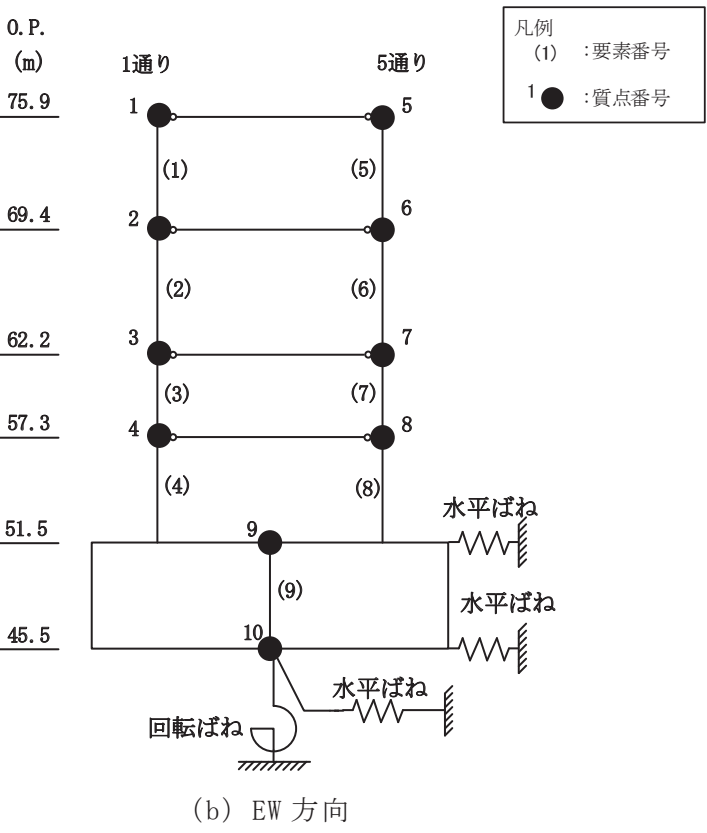 O.P.
(m)
1通り
5通り
凡例
(1) :要素番号
1 :質点番号
75.9
1
5
(1)
(5)
69.4
2
6
(2)
(6)
62.2
3
7
(3)
(7)
57.3
4
8
(4)
(8)
水平ばね
51.5
9
(9)
水平ばね
45.5
10
水平ばね
回転ばね
(b) EW 方向